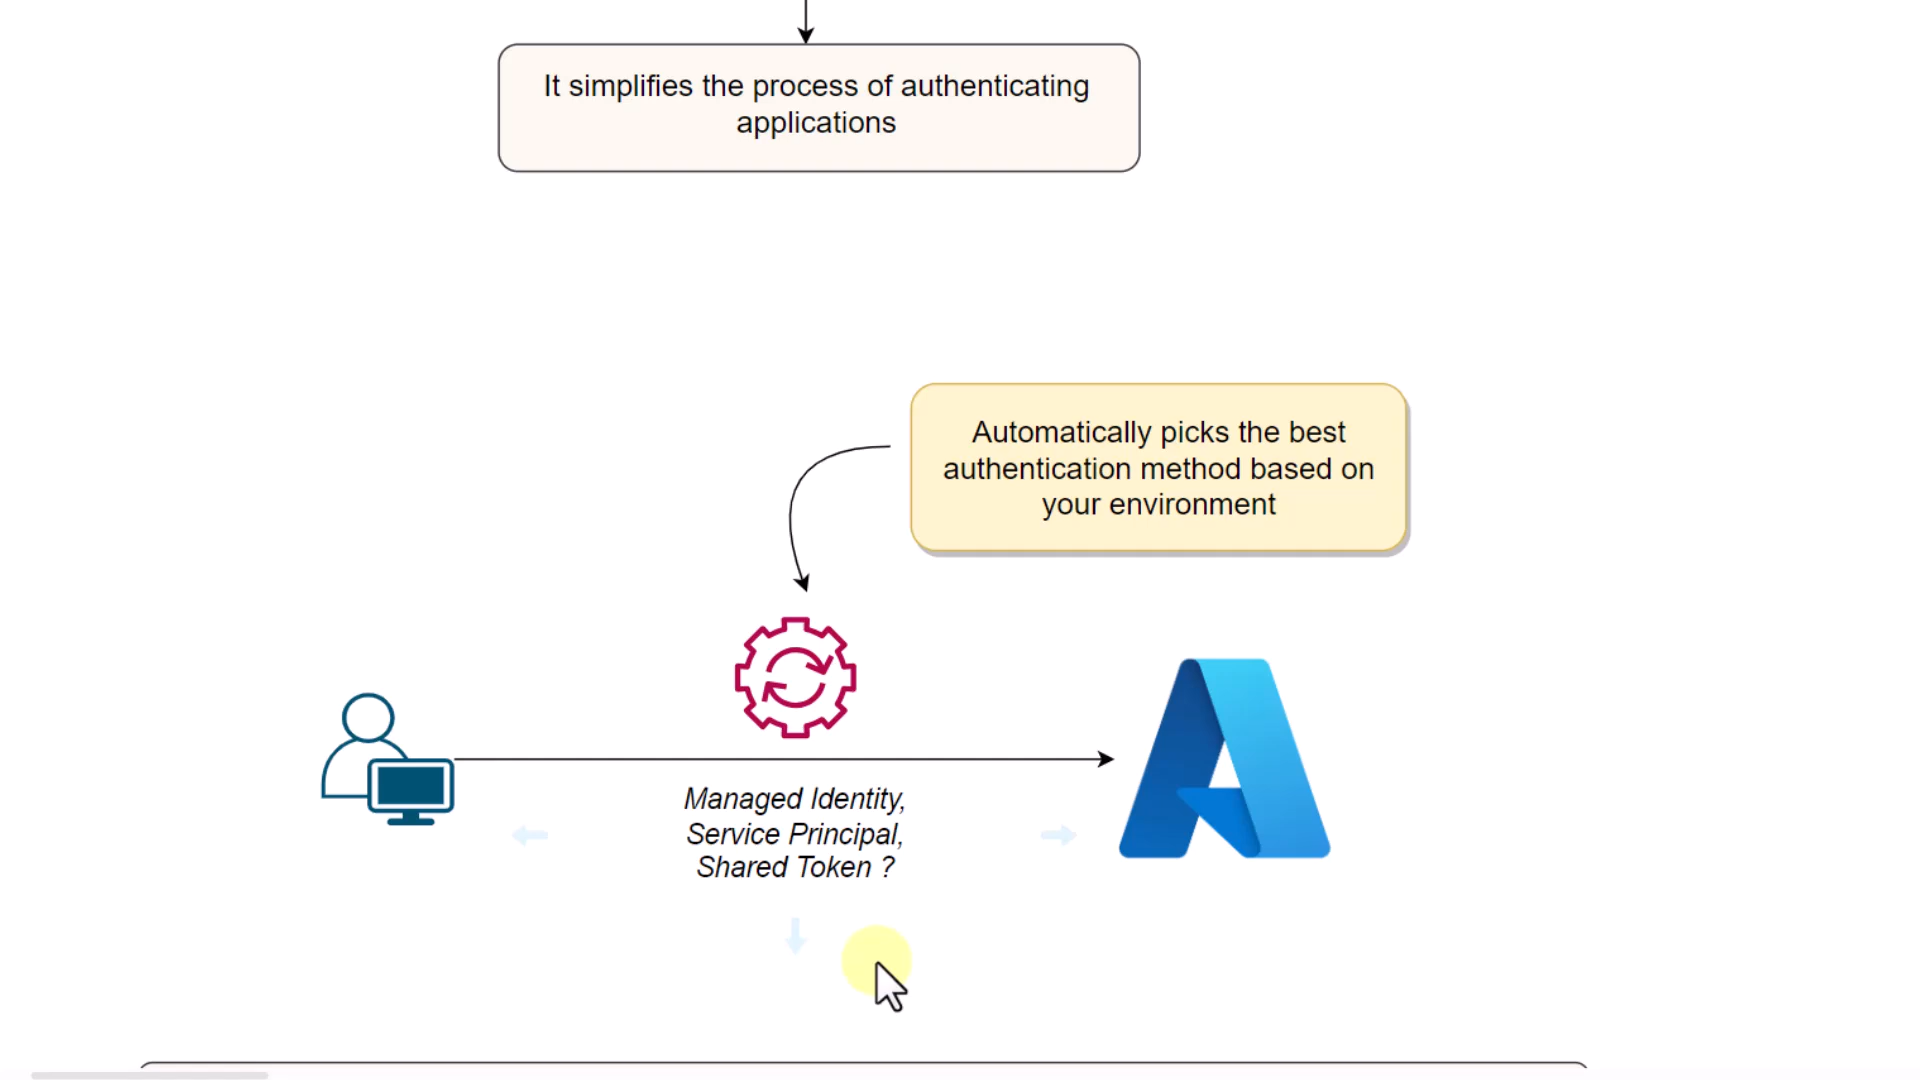 It simplifies the process of authenticating
applications
Automatically picks the best
authentication method based on
your environment
Managed Identity,
Service Principal,
Shared Token ?